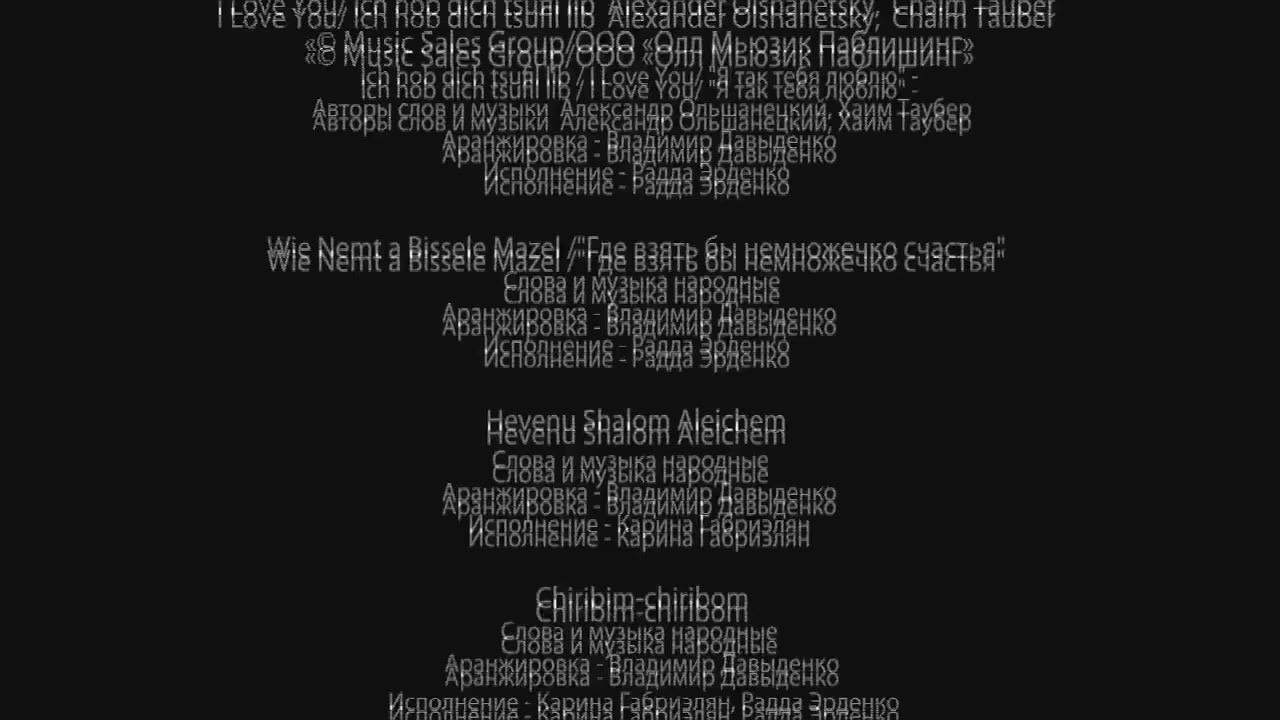 I Love You/ Ich hob dich tsufil lib  Alexander Olshanetsky,  Chaim Tauber
«© Music Sales Group/ООО «Олл Мьюзик Паблишинг»
Ich hob dich tsufil lib / I Love You/ "Я так тебя люблю" -
Авторы слов и музыки  Александр Ольшанецкий, Хаим Таубер
Аранжировка - Владимир Давыденко
Исполнение - Радда Эрденко
Wie Nemt a Bissele Mazel /"Где взять бы немножечко счастья"
Слова и музыка народные
Аранжировка - Владимир Давыденко
Исполнение - Радда Эрденко
Hevenu Shalom Aleichem
Слова и музыка народные
Аранжировка - Владимир Давыденко
Исполнение - Карина Габриэлян
Chiribim-chiribom
Слова и музыка народные
Аранжировка - Владимир Давыденко
Исполнение - Карина Габриэлян, Радда Эрденко